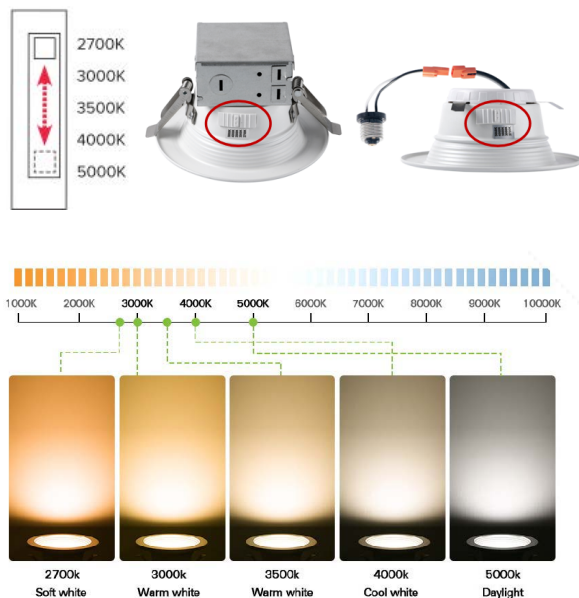 2700K
3000K
3500K
4000K
5000K
1000K 2000K 3000K 4000K 5000K 6000K 7000K 8000K 9000K 10000K
2700k 3000k 3500k 4000k 5000k
Soft white Warm white Warm white Cool white Daylight